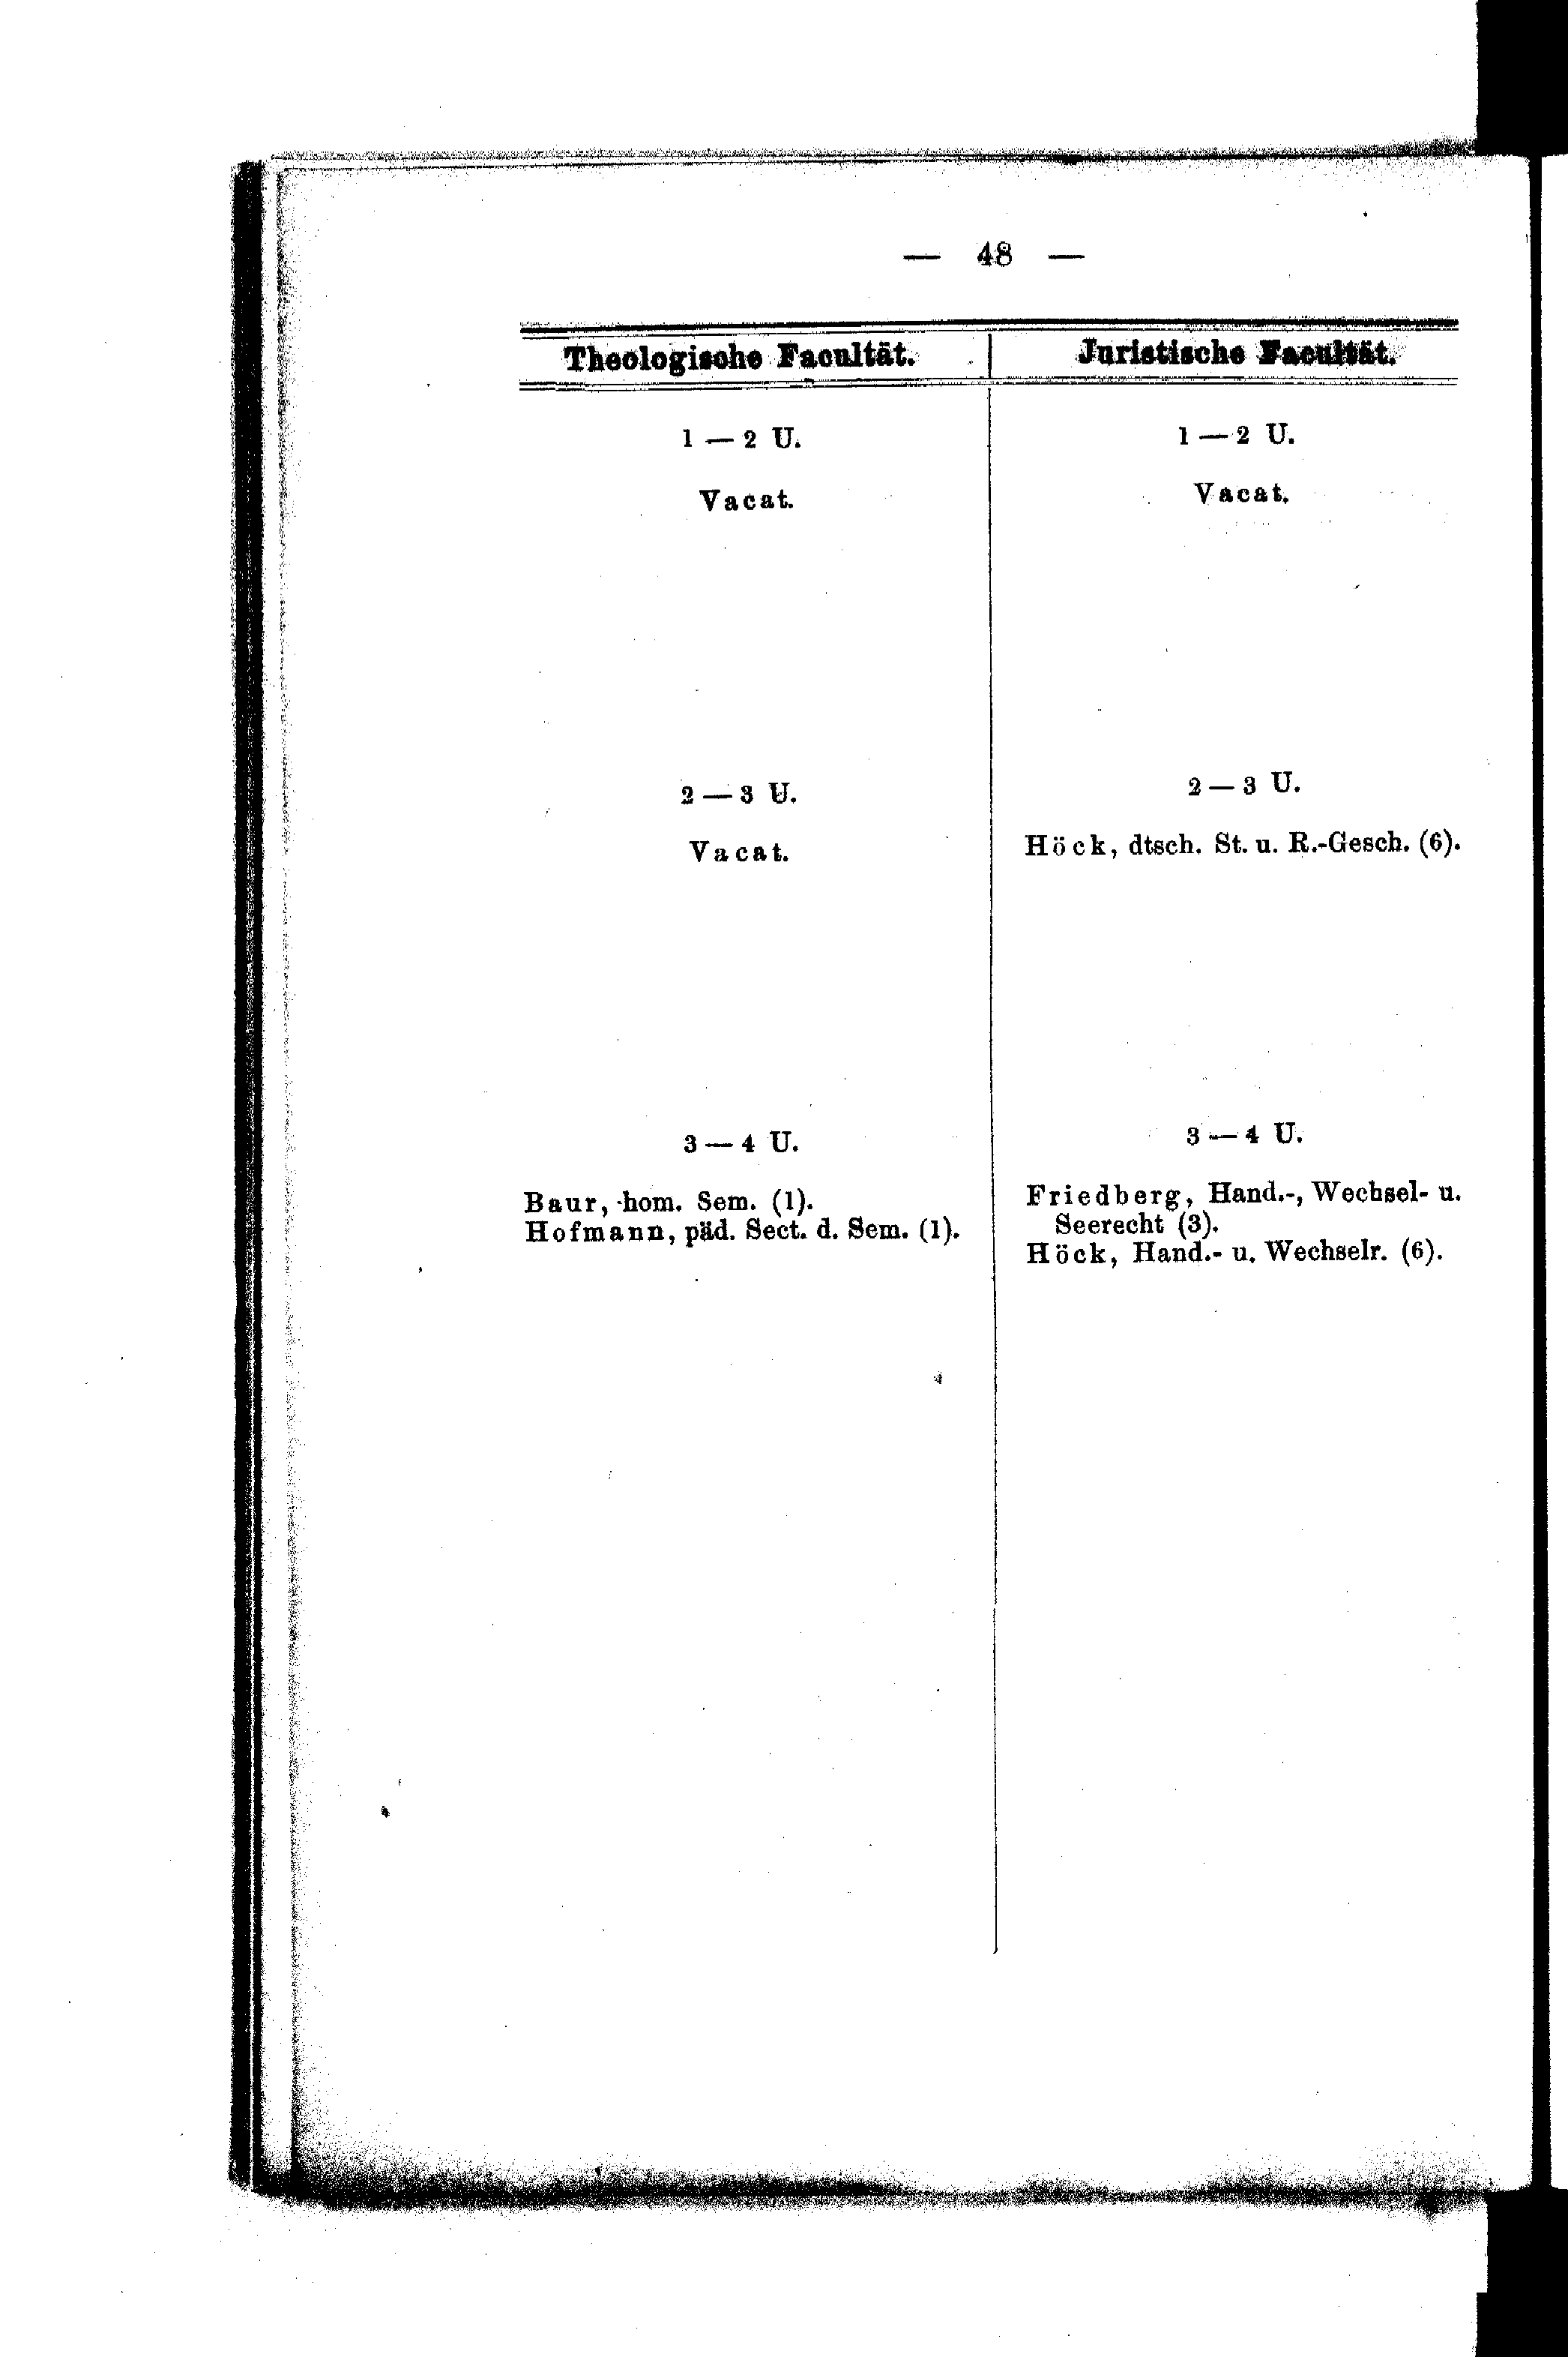 — 48 —
Theologische Facultät.
1 — 2 U.
Vacat.
2 — 3 U.
Vacat.
3 — 4 U.
Baur, hom. Sem. (1).
Hofmann, päd. Sect. d. Sem. (1).
Juristische Facultät.
1 — 2 U.
Vacat.
2 — 3 U.
Höck, dtsch. St. u. R.-Gesch. (6).
3 — 4 U.
Friedberg, Hand.-, Wechsel- u.
Seerecht (3).
Höck, Hand.- u. Wechselr. (6).